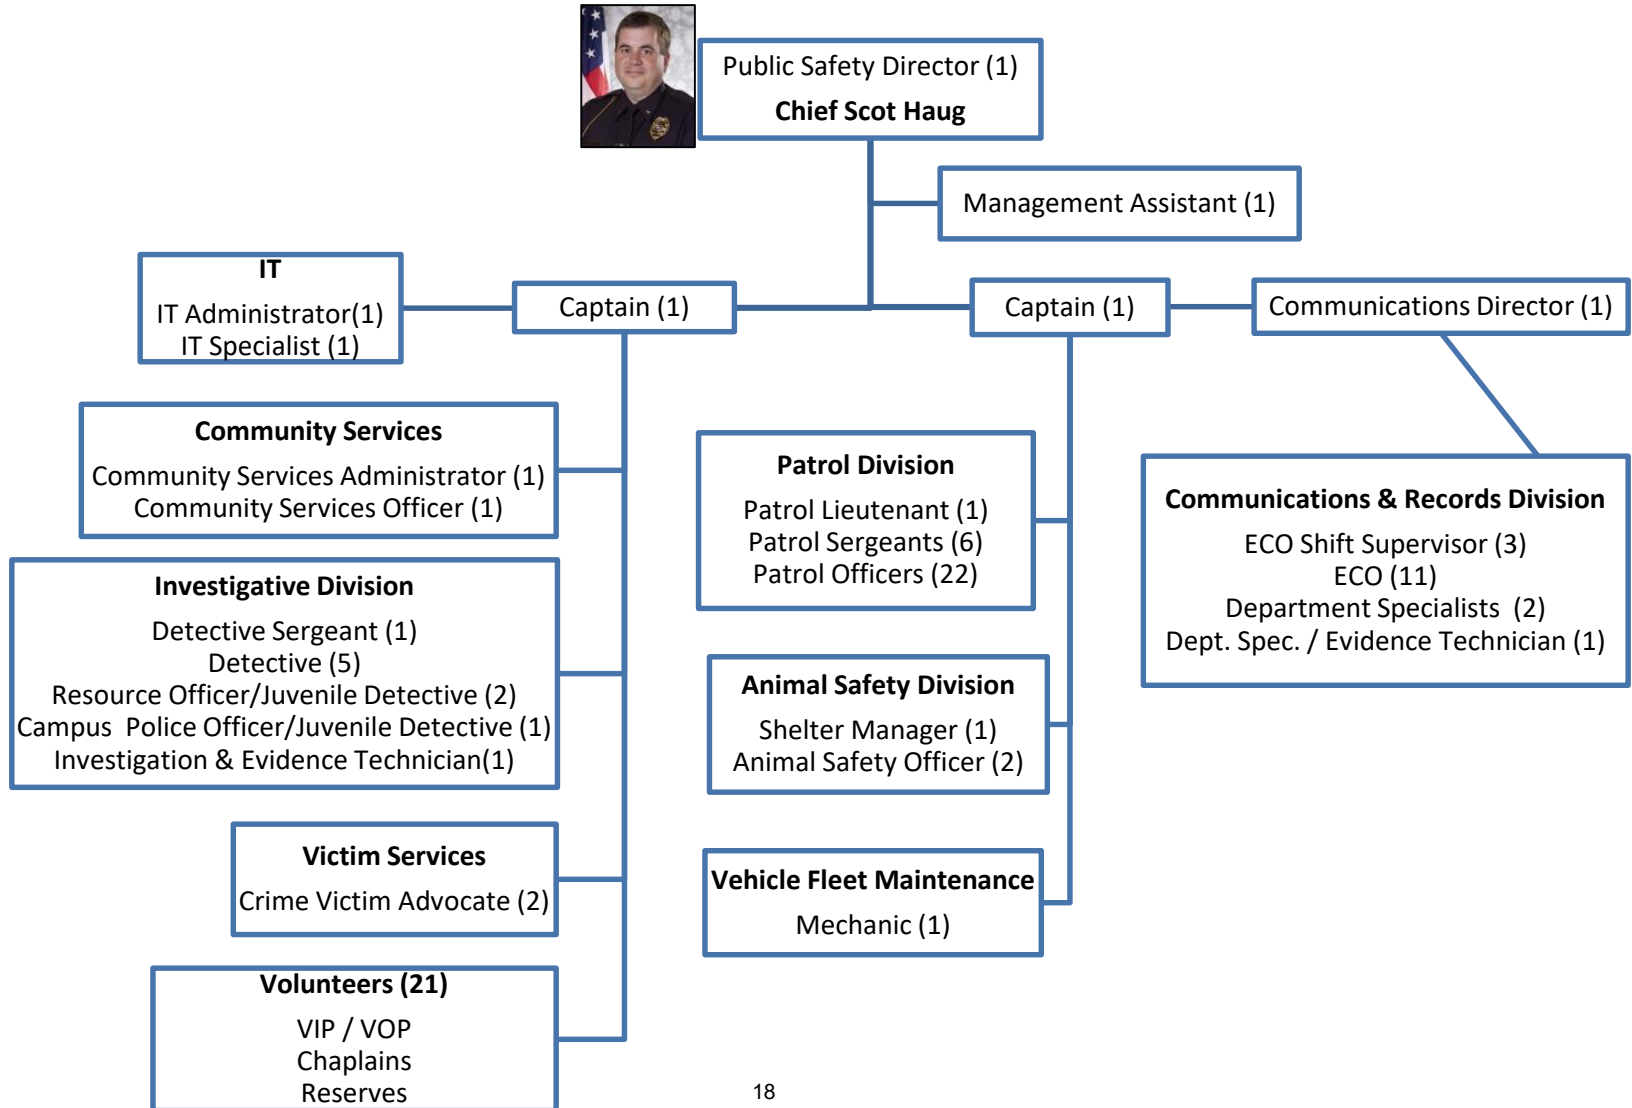 Public Safety Director (1)
Chief Scot Haug
Management Assistant (1)
IT
IT Administrator(1)
IT Specialist (1)
Captain (1)
Captain (1)
Communications Director (1)
Community Services
Community Services Administrator (1)
Community Services Officer (1)
Patrol Division
Patrol Lieutenant (1)
Patrol Sergeants (6)
Patrol Officers (22)
Communications & Records Division
ECO Shift Supervisor (3)
ECO (11)
Department Specialists  (2)
Dept. Spec. / Evidence Technician (1)
Investigative Division
Detective Sergeant (1)
Detective (5)
Resource Officer/Juvenile Detective (2)
Campus  Police Officer/Juvenile Detective (1)
Investigation & Evidence Technician(1)
Animal Safety Division
Shelter Manager (1)
Animal Safety Officer (2)
Victim Services
Crime Victim Advocate (2)
Vehicle Fleet Maintenance
Mechanic (1)
Volunteers (21)
VIP / VOP
Chaplains
Reserves
18